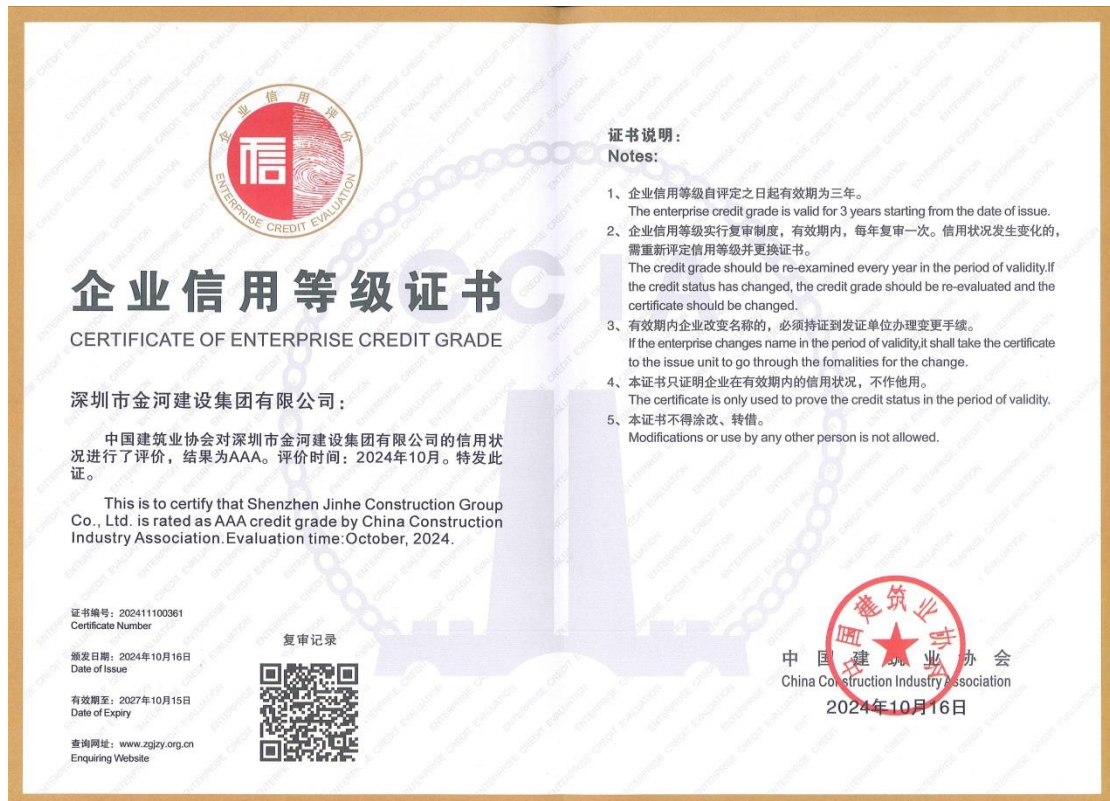 企业信用评价
信
ENTERPRISE CREDIT EVALUATION
企业信用等级证书
CERTIFICATE OF ENTERPRISE CREDIT GRADE
深圳市金河建设集团有限公司：
中国建筑业协会对深圳市金河建设集团有限公司的信用状
况进行了评价，结果为AAA。评价时间：2024年10月。特发此
证。
This is to certify that Shenzhen Jinhe Construction Group
Co., Ltd. is rated as AAA credit grade by China Construction
Industry Association.Evaluation time:October, 2024.
证书编号：202411100361
Certificate Number
颁发日期：2024年10月16日
Date of Issue
有效期至：2027年10月15日
Date of Expiry
查询网址：www.zgjzy.org.cn
Enquiring Website
复审记录
证书说明：
Notes:
1、企业信用等级自评定之日起有效期为三年。
The enterprise credit grade is valid for 3 years starting from the date of issue.
2、企业信用等级实行复审制度，有效期内，每年复审一次。信用状况发生变化的，
需重新评定信用等级并更换证书。
The credit grade should be re-examined every year in the period of validity.If
the credit status has changed, the credit grade should be re-evaluated and the
certificate should be changed.
3、有效期内企业改变名称的，必须持证到发证单位办理变更手续。
If the enterprise changes name in the period of validity,it shall take the certificate
to the issue unit to go through the fomalities for the change.
4、本证书只证明企业在有效期内的信用状况，不作他用。
The certificate is only used to prove the credit status in the period of validity.
5、本证书不得涂改、转借。
Modifications or use by any other person is not allowed.
CCIA
中国建筑业协会
中国建筑业协会
China Construction Industry Association
2024年10月16日